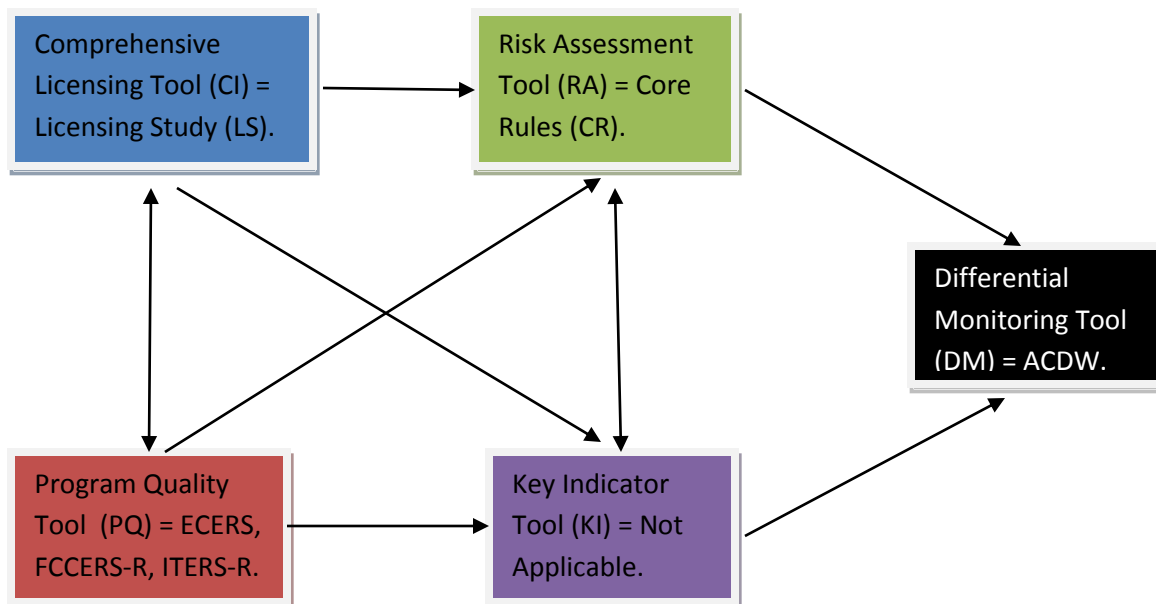 Comprehensive
Licensing Tool (CI) =
Licensing Study (LS).
Risk Assessment
Tool (RA) = Core
Rules (CR).
Differential
Monitoring Tool
(DM) = ACDW.
Program Quality
Tool  (PQ) = ECERS,
FCCERS-R, ITERS-R.
Key Indicator
Tool (KI) = Not
Applicable.